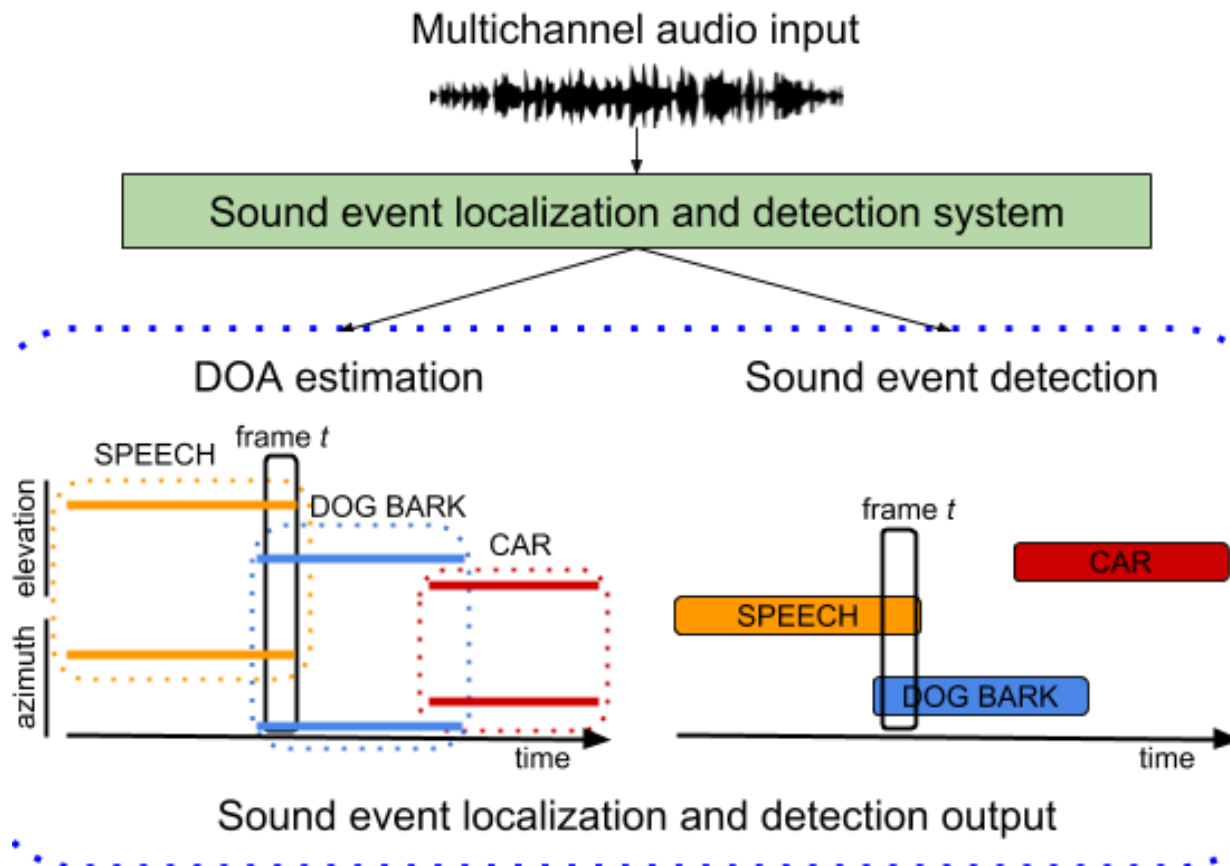 Multichannel audio input
Sound event localization and detection system
DOA estimation
frame t
SPEECH
DOG BARK
CAR
elevation
azimuth
time
Sound event detection
frame t
CAR
SPEECH
DOG BARK
time
Sound event localization and detection output